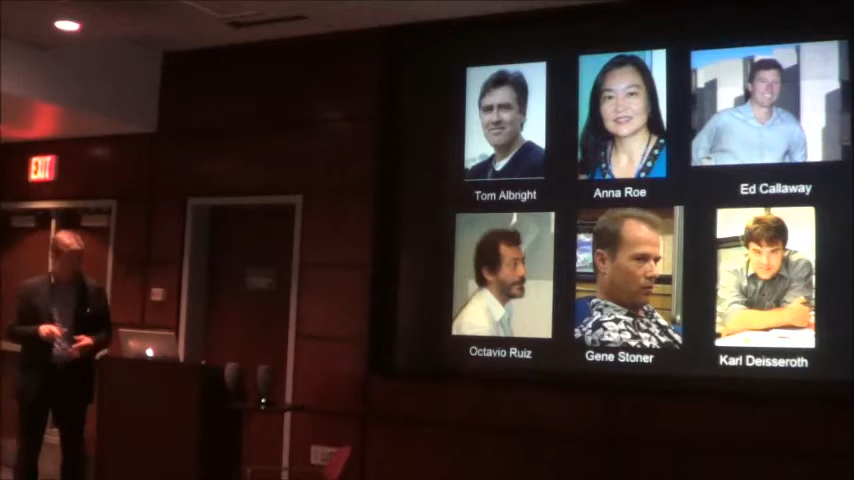 EXIT
Tom Albright
Anna Roe
Ed Callaway
Octavio Ruiz
Gene Stoner
Karl Deisseroth